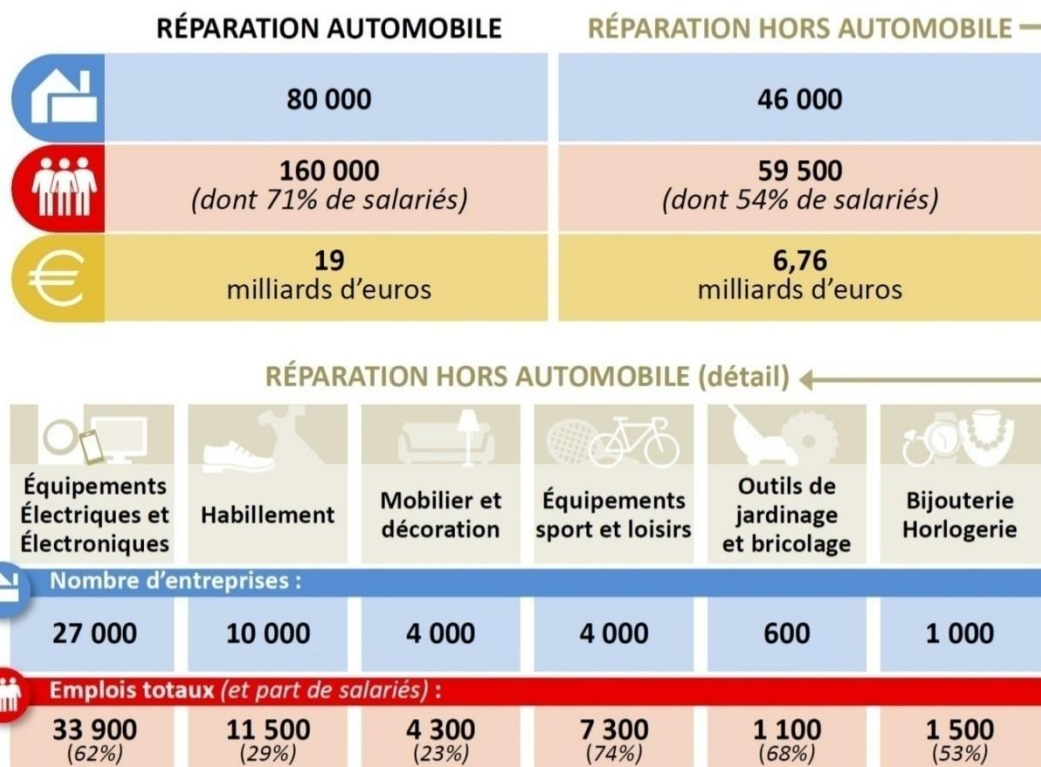 RÉPARATION AUTOMOBILE
RÉPARATION HORS AUTOMOBILE
80 000
46 000
160 000
(dont 71% de salariés)
59 500
(dont 54% de salariés)
€
19
milliards d'euros
6,76
milliards d'euros
RÉPARATION HORS AUTOMOBILE (détail)
Équipements
Électriques et
Électroniques
Habillement
Mobilier et
décoration
Équipements
sport et loisirs
Outils de
jardinage
et bricolage
Bijouterie
Horlogerie
Nombre d'entreprises :
27 000
10 000
4 000
4 000
600
1 000
Emplois totaux (et part de salariés) :
33 900
(62%)
11 500
(29%)
4 300
(23%)
7 300
(74%)
1 100
(68%)
1 500
(53%)